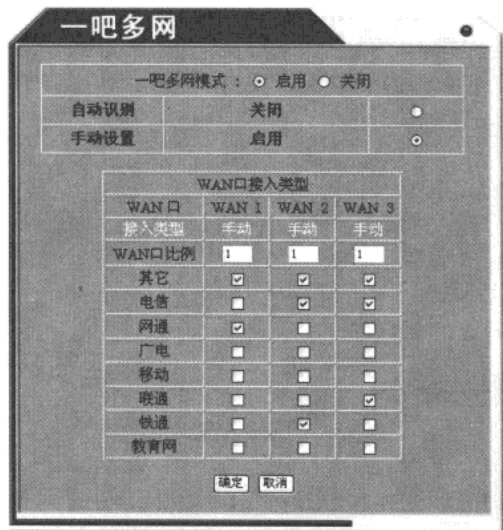 一吧多网
一吧多网模式 : 启用 关闭
自动识别 关闭
手动设置 启用
WAN口接入类型
WAN 口 WAN 1 WAN 2 WAN 3
接入类型 手动 手动 手动
WAN口比例 1 1 1
其它
电信
网通
广电
移动
联通
铁通
教育网
确定 取消